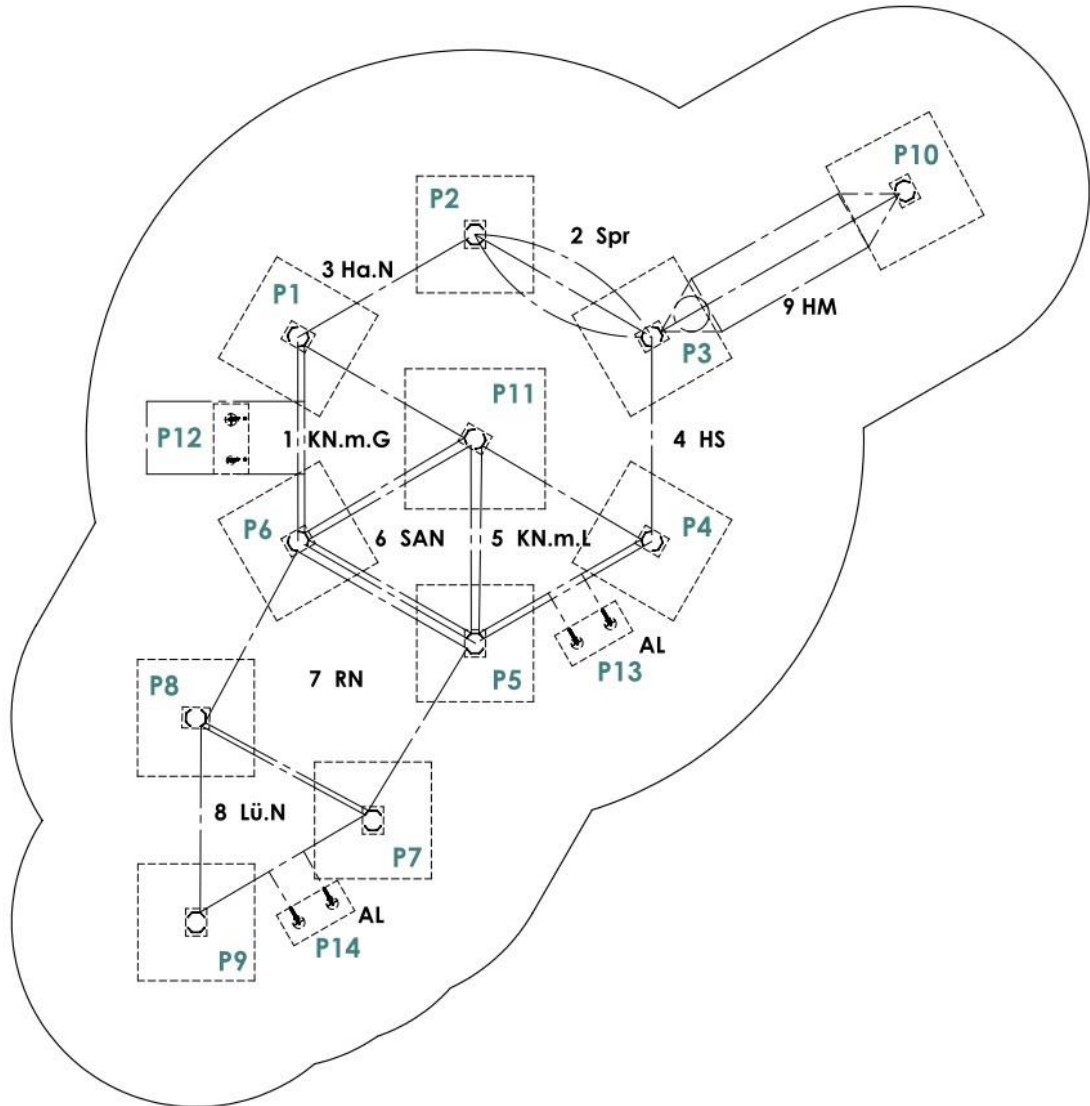 P10
P2
2 Spr
3 Ha.N
P1
9 HM
P3
P11
P12
1 KN.m.G
4 HS
P6
6 SAN
5 KN.m.L
P4
P13
AL
P5
7 RN
P8
8 Lü.N
P7
AL
P14
P9